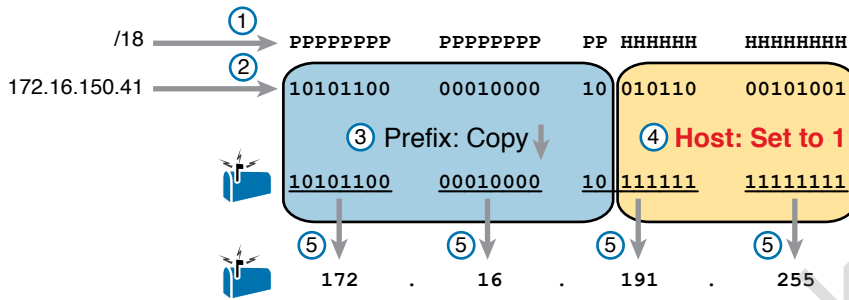 1
/18 PPPPPPPP PPPPPPPP PP HHHHHH HHHHHHHH
2
172.16.150.41 10101100 00010000 10 010110 00101001
3 Prefix: Copy 4 Host: Set to 1
10101100 00010000 10 111111 11111111
5 5 5 5
172 . 16 . 191 . 255